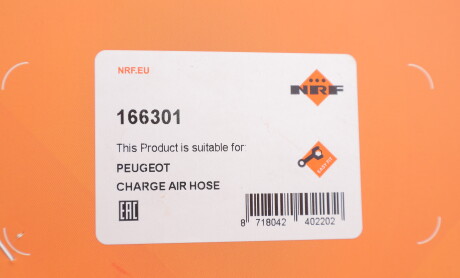 NRF.EU
NRF
166301
This Product is suitable for
PEUGEOT
CHARGE AIR HOSE
EAC
8 718042 402202